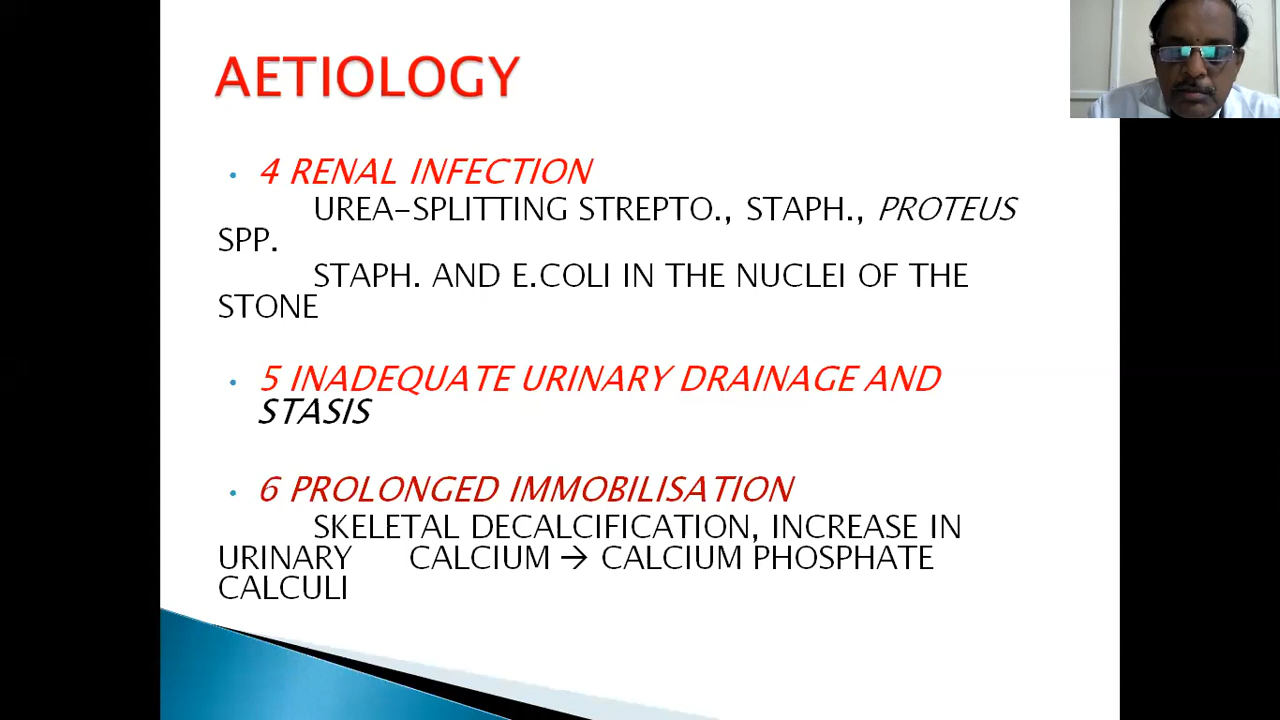 AETIOLOGY
• 4 RENAL INFECTION
UREA-SPLITTING STREPTO., STAPH., PROTEUS
SPP.
STAPH. AND E.COLI IN THE NUCLEI OF THE
STONE
• 5 INADEQUATE URINARY DRAINAGE AND
STASIS
• 6 PROLONGED IMMOBILISATION
SKELETAL DECALCIFICATION, INCREASE IN
URINARY CALCIUM → CALCIUM PHOSPHATE
CALCULI